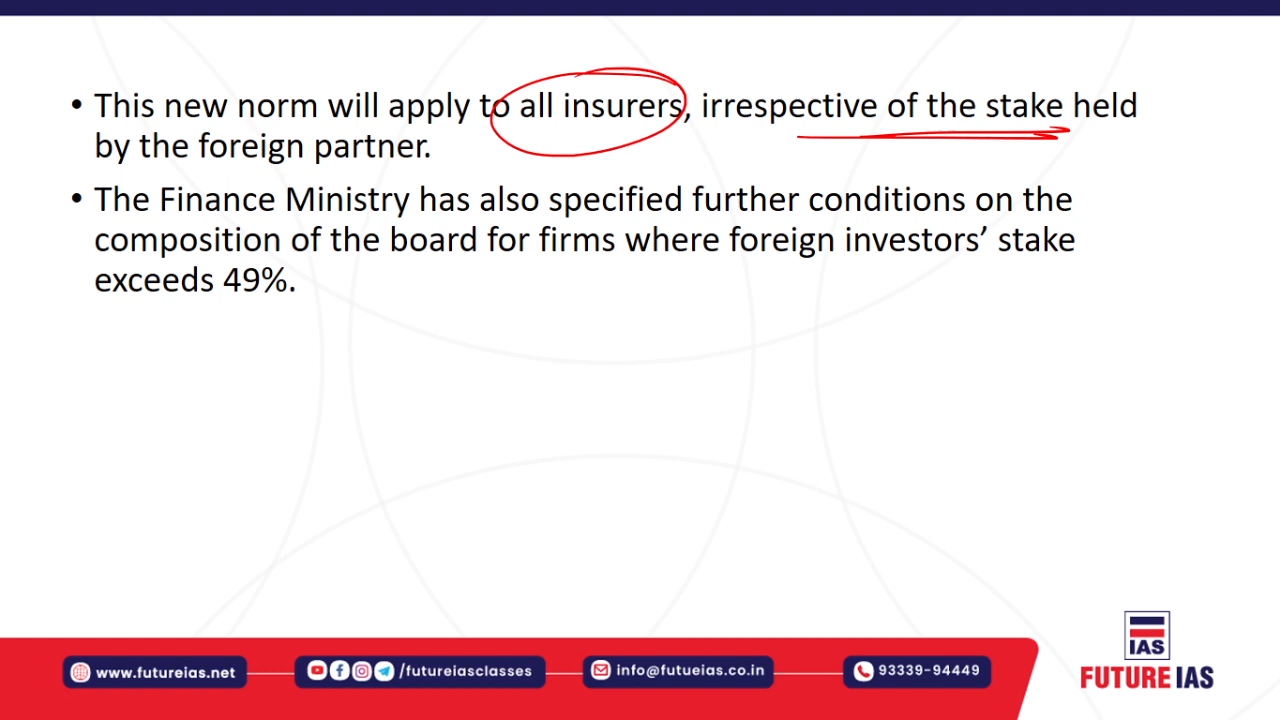 • This new norm will apply to all insurers, irrespective of the stake held
by the foreign partner.
• The Finance Ministry has also specified further conditions on the
composition of the board for firms where foreign investors’ stake
exceeds 49%.
IAS
www.futureias.net
/futureiasclasses
info@futueias.co.in
93339-94449
FUTURE IAS